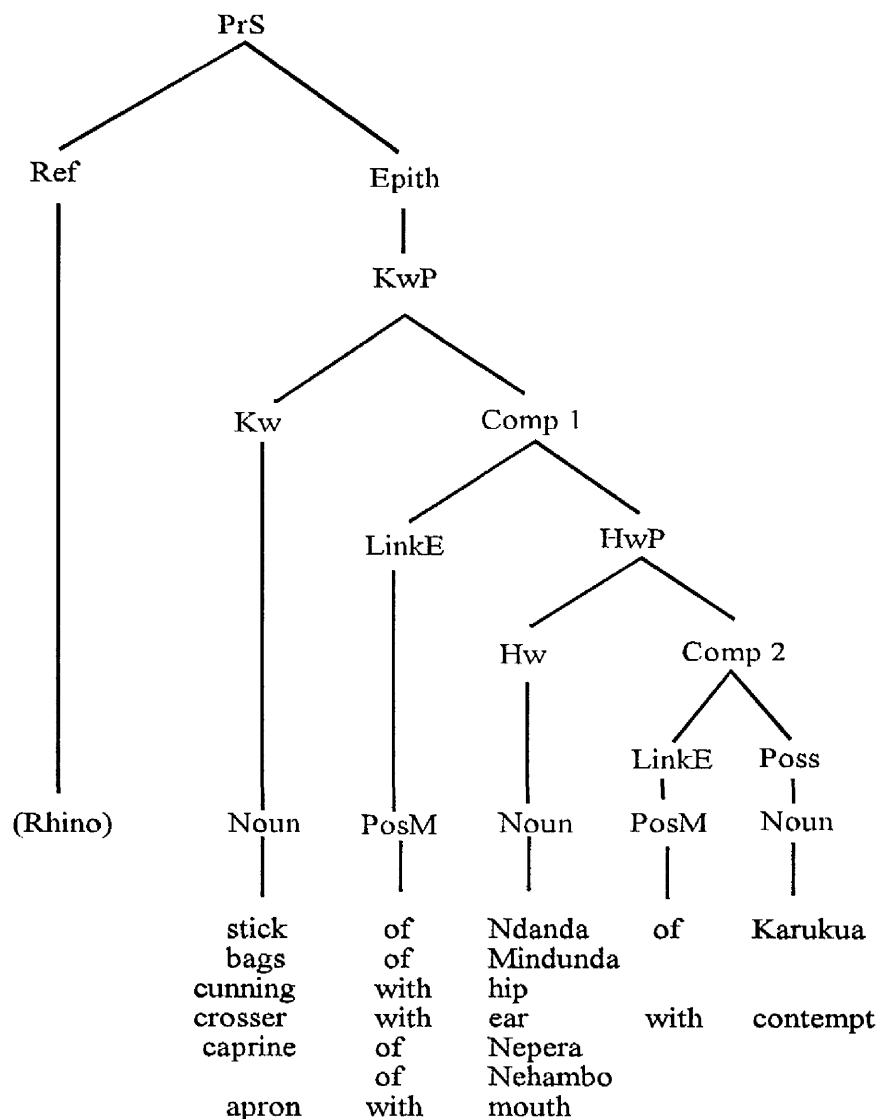 PrS
Ref Epith
KwP
Kw Comp 1
LinkE HwP
Hw Comp 2
LinkE Poss
(Rhino) Noun PosM Noun PosM Noun
stick of Ndanda of Karukua
bags of Mindunda
cunning with hip
crosser with ear with contempt
caprine of Nepera
of Nehambo
apron with mouth